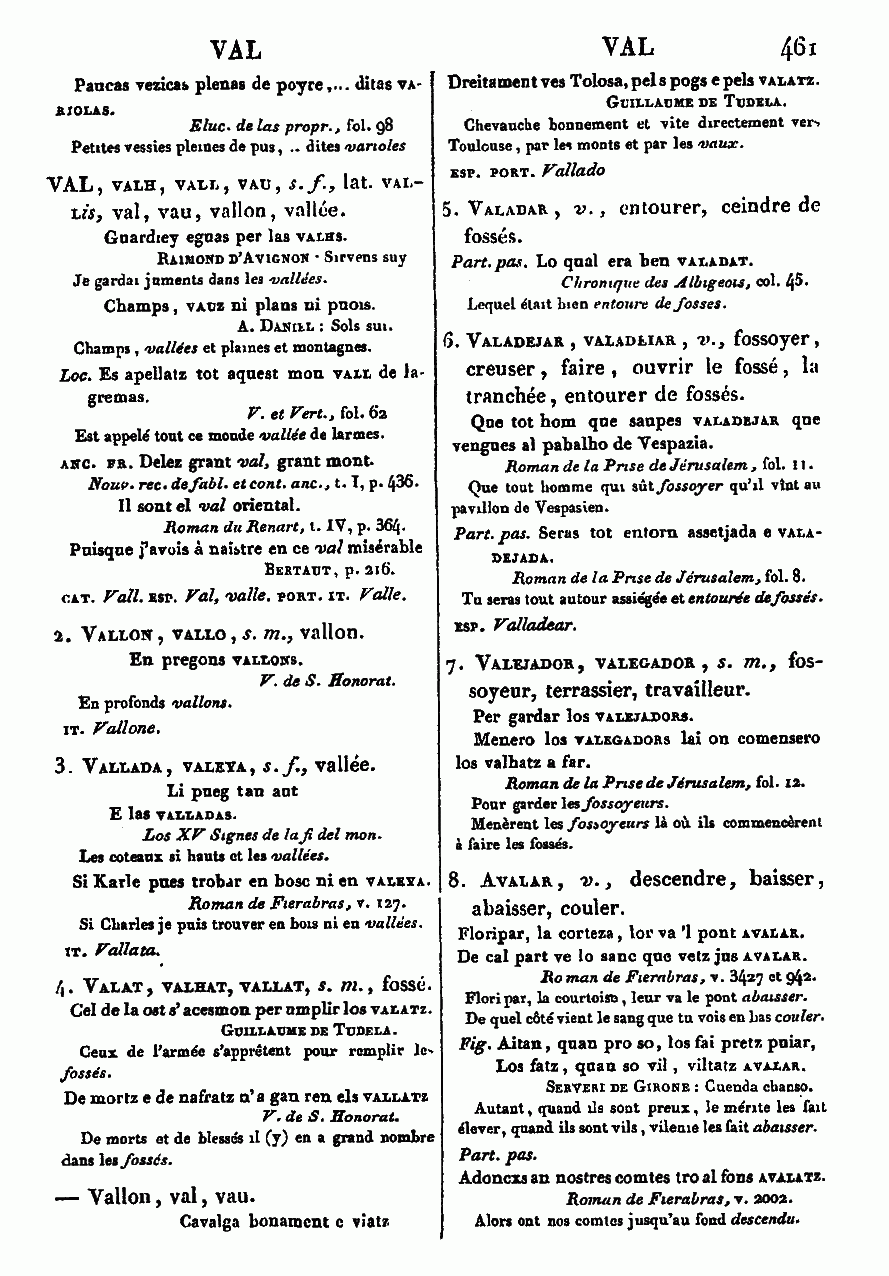 VAL
Paucas vezicas plenas de poyre,... ditas VA-
RIOLAS.
Eluc. de las propr., fol. 98
Petites vessies pleines de pus, .. dites varioles
VAL, VALH, VALL, VAU, s. f., lat. VAL-
Lis, val, vau, vallon, vallée.
Guardiey eguas per las VALHS.
RAIMOND D'AVIGNON · Sirvens suy
Je gardai juments dans les vallées.
Champs, VAUZ ni plans ni puois.
A. DANIEL : Sols sui.
Champs, vallées et plaines et montagnes.
Loc. Es apellatz tot aquest mon VALL de la-
gremas.
V. et Vert., fol. 62
Est appelé tout ce monde vallée de larmes.
ANC. FR. Delez grant val, grant mont.
Nouv. rec. de fabl. et cont. anc., t. I, p. 436.
Il sont el val oriental.
Roman du Renart, t. IV, p. 364.
Puisque j'avois à naistre en ce val misérable
BERTAUT, p. 216.
CAT. Vall. ESP. Val, valle. PORT. IT. Valle.
2. VALLON, VALLO, s. m., vallon.
En pregons VALLONS.
V. de S. Honorat.
En profonds vallons.
IT. Vallone.
3. VALLADA, VALEYA, s. f., vallée.
Li pueg tan aut
E las VALLADAS.
Los XV Signes de la fi del mon.
Les coteaux si hauts et les vallées.
Si Karle pues trobar en bosc ni en VALEYA.
Roman de Fierabras, v. 127.
Si Charles je puis trouver en bois ni en vallées.
IT. Vallata.
4. VALAT, VALHAT, VALLAT, s. m., fossé.
Cel de la ost s'acesmon per umplir los VALATZ.
GUILLAUME DE TUDELA.
Ceux de l'armée s'apprêtent pour remplir les
fossés.
De mortz e de nafratz n'a gan ren els VALLATZ
V. de S. Honorat.
De morts et de blessés il (y) en a grand nombre
dans les fossés.
— Vallon, val, vau.
Cavalga bonament e viatz
VAL 461
Dreitament ves Tolosa, pels pogs e pels VALATZ.
GUILLAUME DE TUDELA.
Chevauche bonnement et vite directement vers
Toulouse, par les monts et par les vaux.
ESP. PORT. Vallado
5. VALADAR, v., entourer, ceindre de
fossés.
Part. pas. Lo qual era ben VALADAT.
Chronique des Albigeois, col. 45.
Lequel était bien entouré de fossés.
6. VALADEJAR, VALADEIAR, v., fossoyer,
creuser, faire, ouvrir le fossé, la
tranchée, entourer de fossés.
Que tot hom que saupes VALADEJAR que
vengues al pabalho de Vespazia.
Roman de la Prise de Jérusalem, fol. 11.
Que tout homme qui sût fossoyer qu'il vînt au
pavillon de Vespasien.
Part. pas. Seras tot entorn assetjada e VALA-
DEJADA.
Roman de la Prise de Jérusalem, fol. 8.
Tu seras tout autour assiégée et entourée de fossés.
ESP. Valladear.
7. VALEJADOR, VALEGADOR, s. m., fos-
soyeur, terrassier, travailleur.
Per gardar los VALEJADORS.
Menero los VALEGADORS lai on comensero
los valhatz a far.
Roman de la Prise de Jérusalem, fol. 12.
Pour garder les fossoyeurs.
Menèrent les fossoyeurs là où ils commencèrent
à faire les fossés.
8. AVALAR, v., descendre, baisser,
abaisser, couler.
Floripar, la corteza, lor va 'l pont AVALAR.
De cal part ve lo sanc que vetz jus AVALAR.
Roman de Fierabras, v. 3427 et 942.
Floripar, la courtoise, leur va le pont abaisser.
De quel côté vient le sang que tu vois en bas couler.
Fig. Aitan, quan pro so, los fai pretz puiar,
Los fatz, quan so vil, viltatz AVALAR.
SERVERI DE GIRONE : Cuenda chanso.
Autant, quand ils sont preux, le mérite les fait
élever, quand ils sont vils, vilenie les fait abaisser.
Part. pas.
Adoncxs an nostres comtes tro al fons AVALATZ.
Roman de Fierabras, v. 2002.
Alors ont nos comtes jusqu'au fond descendu.